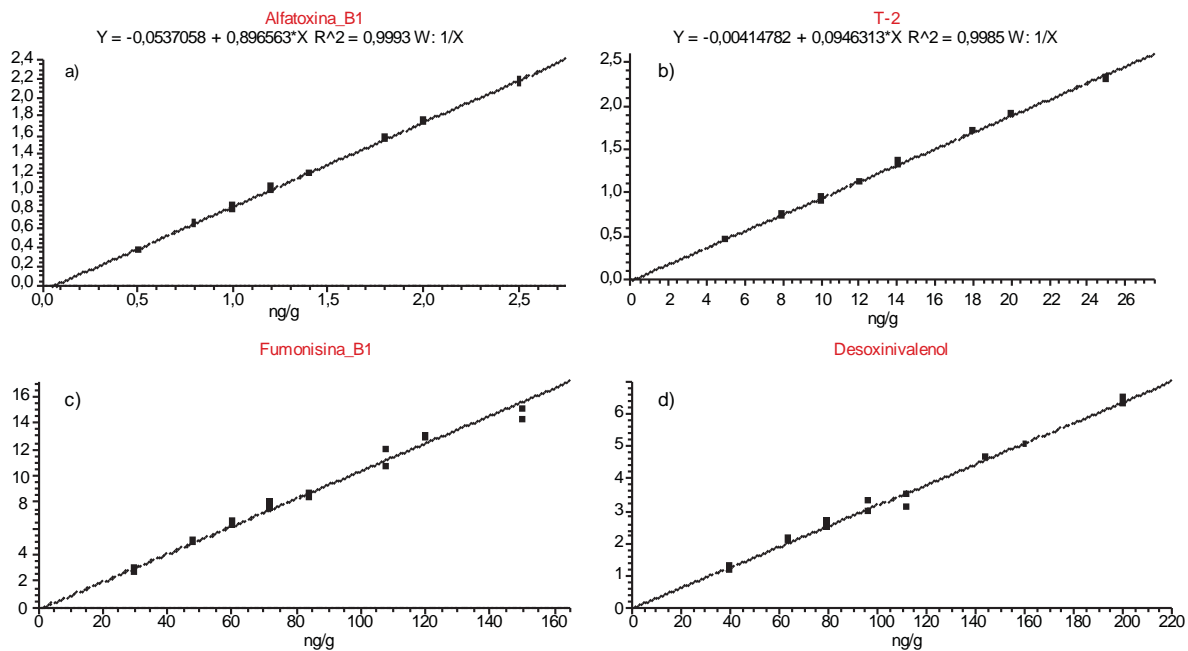 Alfatoxina_B1
Y = -0,0537058 + 0,896563*X R^2 = 0,9993 W: 1/X
a)
2,4
2,2
2,0
1,8
1,6
1,4
1,2
1,0
0,8
0,6
0,4
0,2
0,0
0,0 0,5 1,0 1,5 2,0 2,5
ng/g
T-2
Y = -0,00414782 + 0,0946313*X R^2 = 0,9985 W: 1/X
b)
2,5
2,0
1,5
1,0
0,5
0,0
0 2 4 6 8 10 12 14 16 18 20 22 24 26
ng/g
Fumonisina_B1
c)
16
14
12
10
8
6
4
2
0
0 20 40 60 80 100 120 140 160
ng/g
Desoxinivalenol
d)
6
5
4
3
2
1
0
0 20 40 60 80 100 120 140 160 180 200 220
ng/g